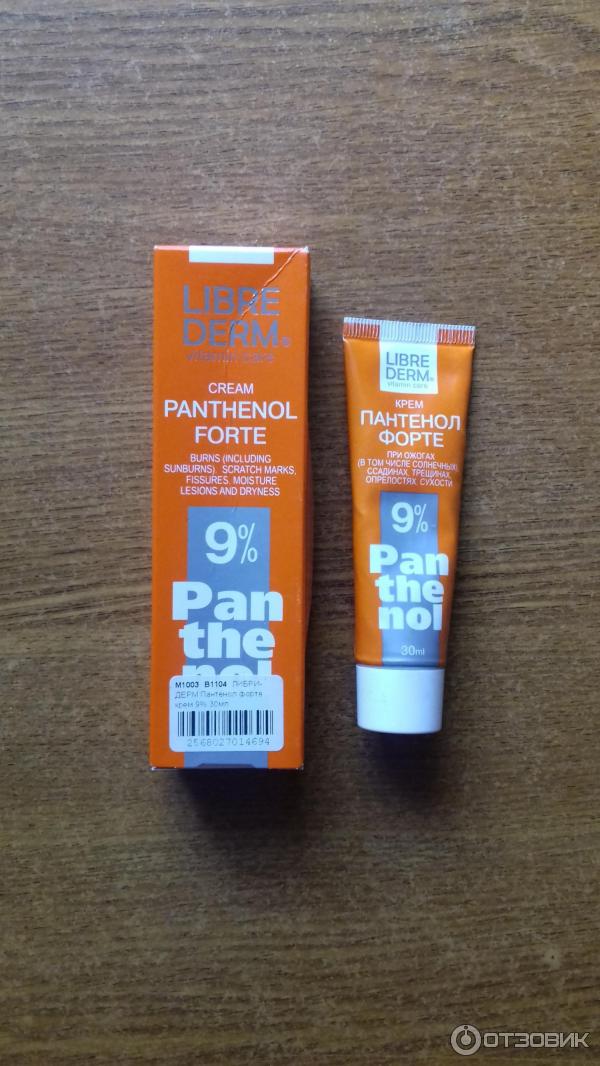 LIBRE
DERM®
vitamin care
CREAM
PANTHENOL
FORTE
BURNS (INCLUDING
SUNBURNS), SCRATCH MARKS,
FISSURES, MOISTURE
LESIONS AND DRYNESS
9%
Pan
the
nol
M1003 B1104 ЛИБРИ-
ДЕРМ Пантенол форте
крем 9% 30мл
2568027014694
LIBRE
DERM®
vitamin care
КРЕМ
ПАНТЕНОЛ
ФОРТЕ
ПРИ ОЖОГАХ
(В ТОМ ЧИСЛЕ СОЛНЕЧНЫХ),
ССАДИНАХ, ТРЕЩИНАХ,
ОПРЕЛОСТЯХ, СУХОСТИ
9%
Pan
the
nol
30ml
ОТЗОВИК